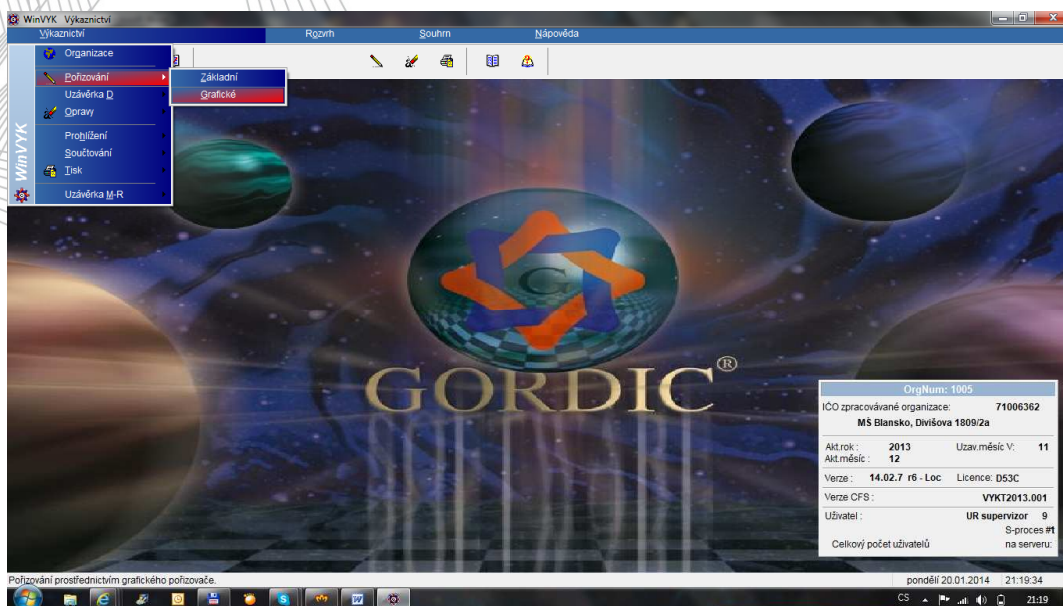 WinVYK Výkaznictví
Výkaznictví Rozvrh Souhrn Nápověda
Organizace
Pořizování
Základní
Uzávěrka D
Grafické
Opravy
Prohlížení
Součtování
Tisk
Uzávěrka M-R
WinVYK
G
GORDIC®
OrgNum: 1005
IČO zpracovávané organizace: 71006362
MŠ Blansko, Divišova 1809/2a
Akt.rok : 2013 Uzav.měsíc V: 11
Akt.měsíc : 12
Verze : 14.02.7 r6 - Loc Licence: D53C
Verze CFS : VYKT2013.001
Uživatel : UR supervizor 9
S-proces #1
Celkový počet uživatelů na serveru:
Pořizování prostřednictvím grafického pořizovače. pondělí 20.01.2014 21:19:34
CS 21:19